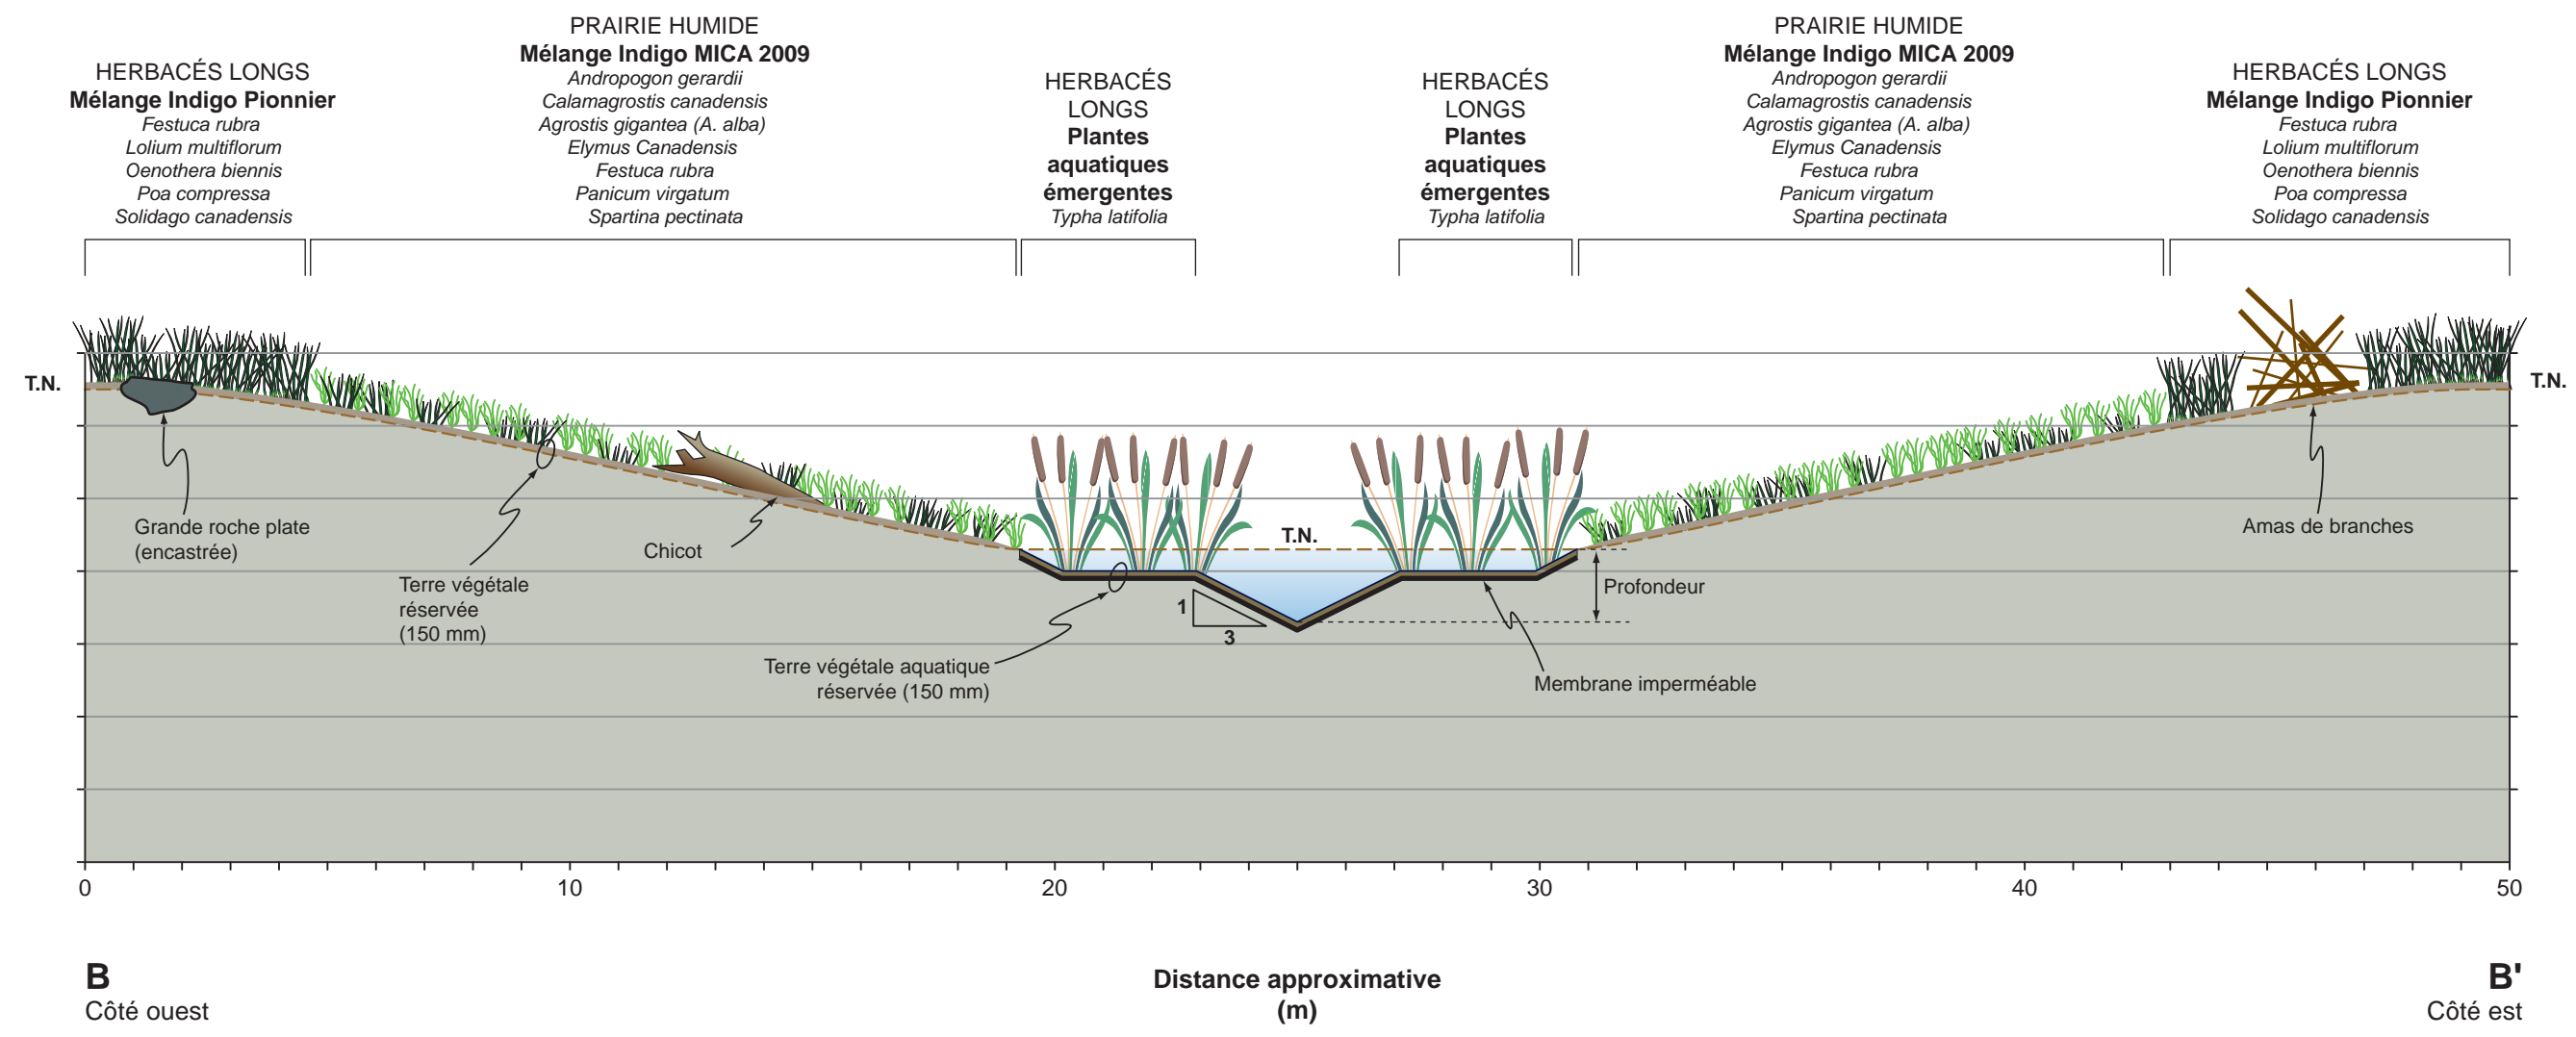 HERBACÉS LONGS
Mélange Indigo Pionnier
Festuca rubra
Lolium multiflorum
Oenothera biennis
Poa compressa
Solidago canadensis
PRAIRIE HUMIDE
Mélange Indigo MICA 2009
Andropogon gerardii
Calamagrostis canadensis
Agrostis gigantea (A. alba)
Elymus Canadensis
Festuca rubra
Panicum virgatum
Spartina pectinata
HERBACÉS
LONGS
Plantes
aquatiques
émergentes
Typha latifolia
HERBACÉS
LONGS
Plantes
aquatiques
émergentes
Typha latifolia
PRAIRIE HUMIDE
Mélange Indigo MICA 2009
Andropogon gerardii
Calamagrostis canadensis
Agrostis gigantea (A. alba)
Elymus Canadensis
Festuca rubra
Panicum virgatum
Spartina pectinata
HERBACÉS LONGS
Mélange Indigo Pionnier
Festuca rubra
Lolium multiflorum
Oenothera biennis
Poa compressa
Solidago canadensis
T.N.
T.N.
Grande roche plate
(encastrée)
Terre végétale
réservée
(150 mm)
Chicot
T.N.
1
3
Terre végétale aquatique
réservée (150 mm)
Profondeur
Membrane imperméable
Amas de branches
0 10 20 30 40 50
B
Côté ouest
Distance approximative
(m)
B'
Côté est